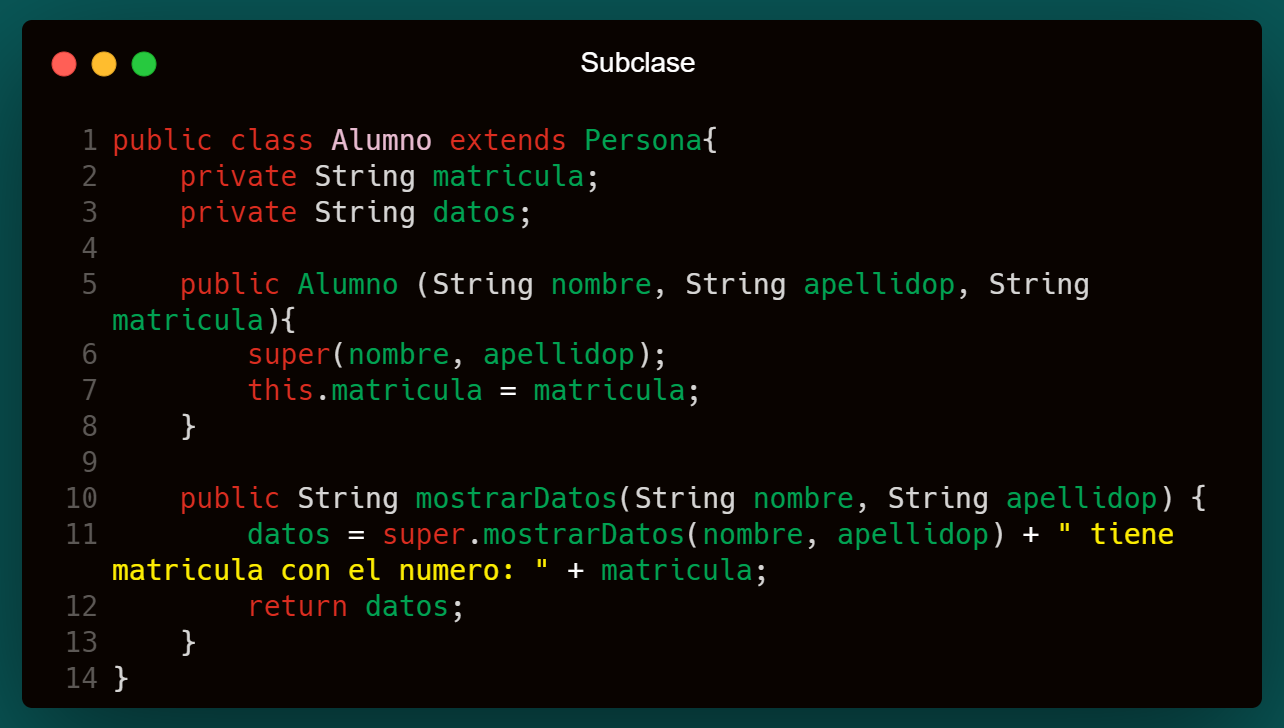 Subclase
1 public class Alumno extends Persona{
2     private String matricula;
3     private String datos;
4
5     public Alumno (String nombre, String apellidop, String
matricula){
6         super(nombre, apellidop);
7         this.matricula = matricula;
8     }
9
10     public String mostrarDatos(String nombre, String apellidop) {
11         datos = super.mostrarDatos(nombre, apellidop) + " tiene
matricula con el numero: " + matricula;
12         return datos;
13     }
14 }